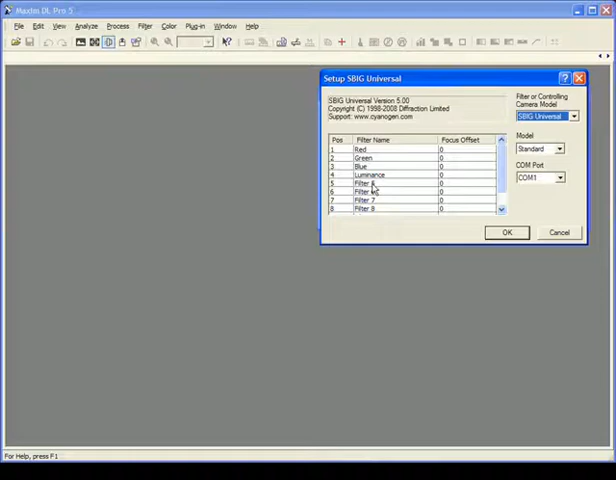 MaxIm DL Pro 5
File Edit View Analyze Process Filter Color Plug-in Window Help
Setup SBIG Universal
SBIG Universal Version 5.00
Copyright (C) 1998-2008 Diffraction Limited
Support: www.cyanogen.com
Filter or Controlling
Camera Model
SBIG Universal
Model
Standard
COM Port
COM1
Pos Filter Name Focus Offset
1 Red 0
2 Green 0
3 Blue 0
4 Luminance 0
5 Filter 5 0
6 Filter 6 0
7 Filter 7 0
8 Filter 8 0
OK Cancel
For Help, press F1